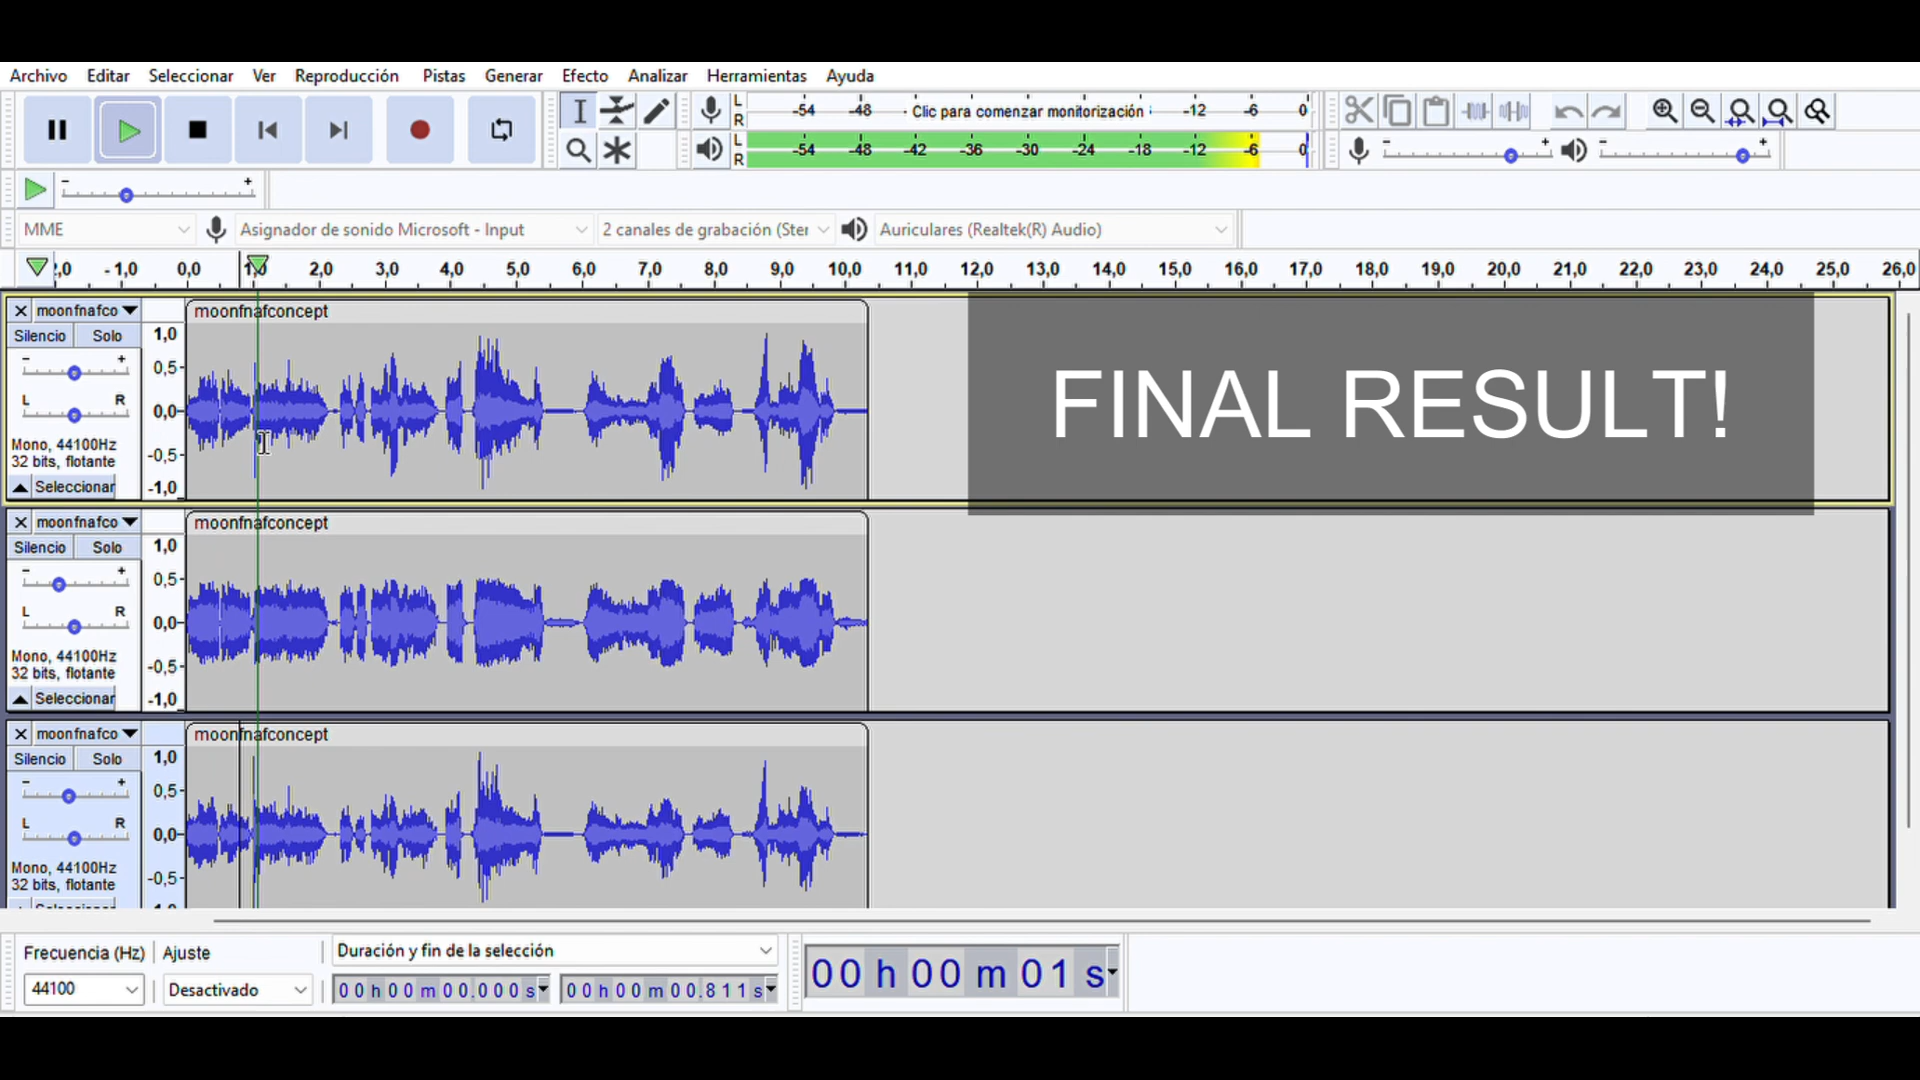 Archivo Editar Seleccionar Ver Reproducción Pistas Generar Efecto Analizar Herramientas Ayuda
L R -54 -48 Clic para comenzar monitorización -12 -6 0
L R -54 -48 -42 -36 -30 -24 -18 -12 -6 0
- +
- +
- +
MME Asignador de sonido Microsoft - Input 2 canales de grabación (Ster Auriculares (Realtek(R) Audio)
2,0 -1,0 0,0 1,0 2,0 3,0 4,0 5,0 6,0 7,0 8,0 9,0 10,0 11,0 12,0 13,0 14,0 15,0 16,0 17,0 18,0 19,0 20,0 21,0 22,0 23,0 24,0 25,0 26,0
moonfnafco moonfnafconcept
Silencio Solo 1,0
- + 0,5
L R 0,0
FINAL RESULT!
Mono, 44100Hz -0,5
32 bits, flotante
Seleccionar -1,0
moonfnafco moonfnafconcept
Silencio Solo 1,0
- + 0,5
L R 0,0
Mono, 44100Hz -0,5
32 bits, flotante
Seleccionar -1,0
moonfnafco moonfnafconcept
Silencio Solo 1,0
- + 0,5
L R 0,0
Mono, 44100Hz -0,5
32 bits, flotante
Frecuencia (Hz) Ajuste Duración y fin de la selección
44100 Desactivado 00 h 00 m 00.000 s 00 h 00 m 00.811 s 00 h 00 m 01 s